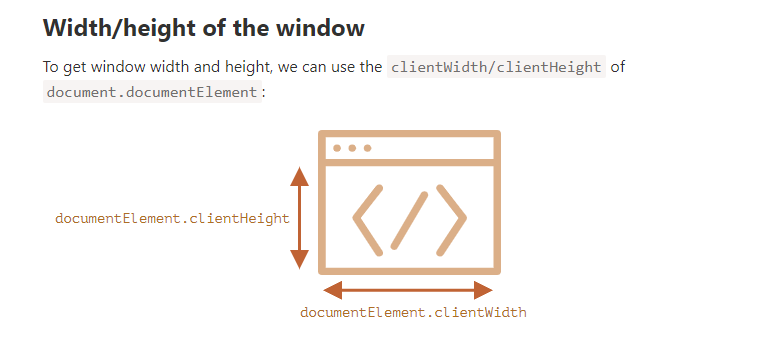 Width/height of the window
To get window width and height, we can use the clientWidth/clientHeight of
document.documentElement:
</>
documentElement.clientHeight
documentElement.clientWidth